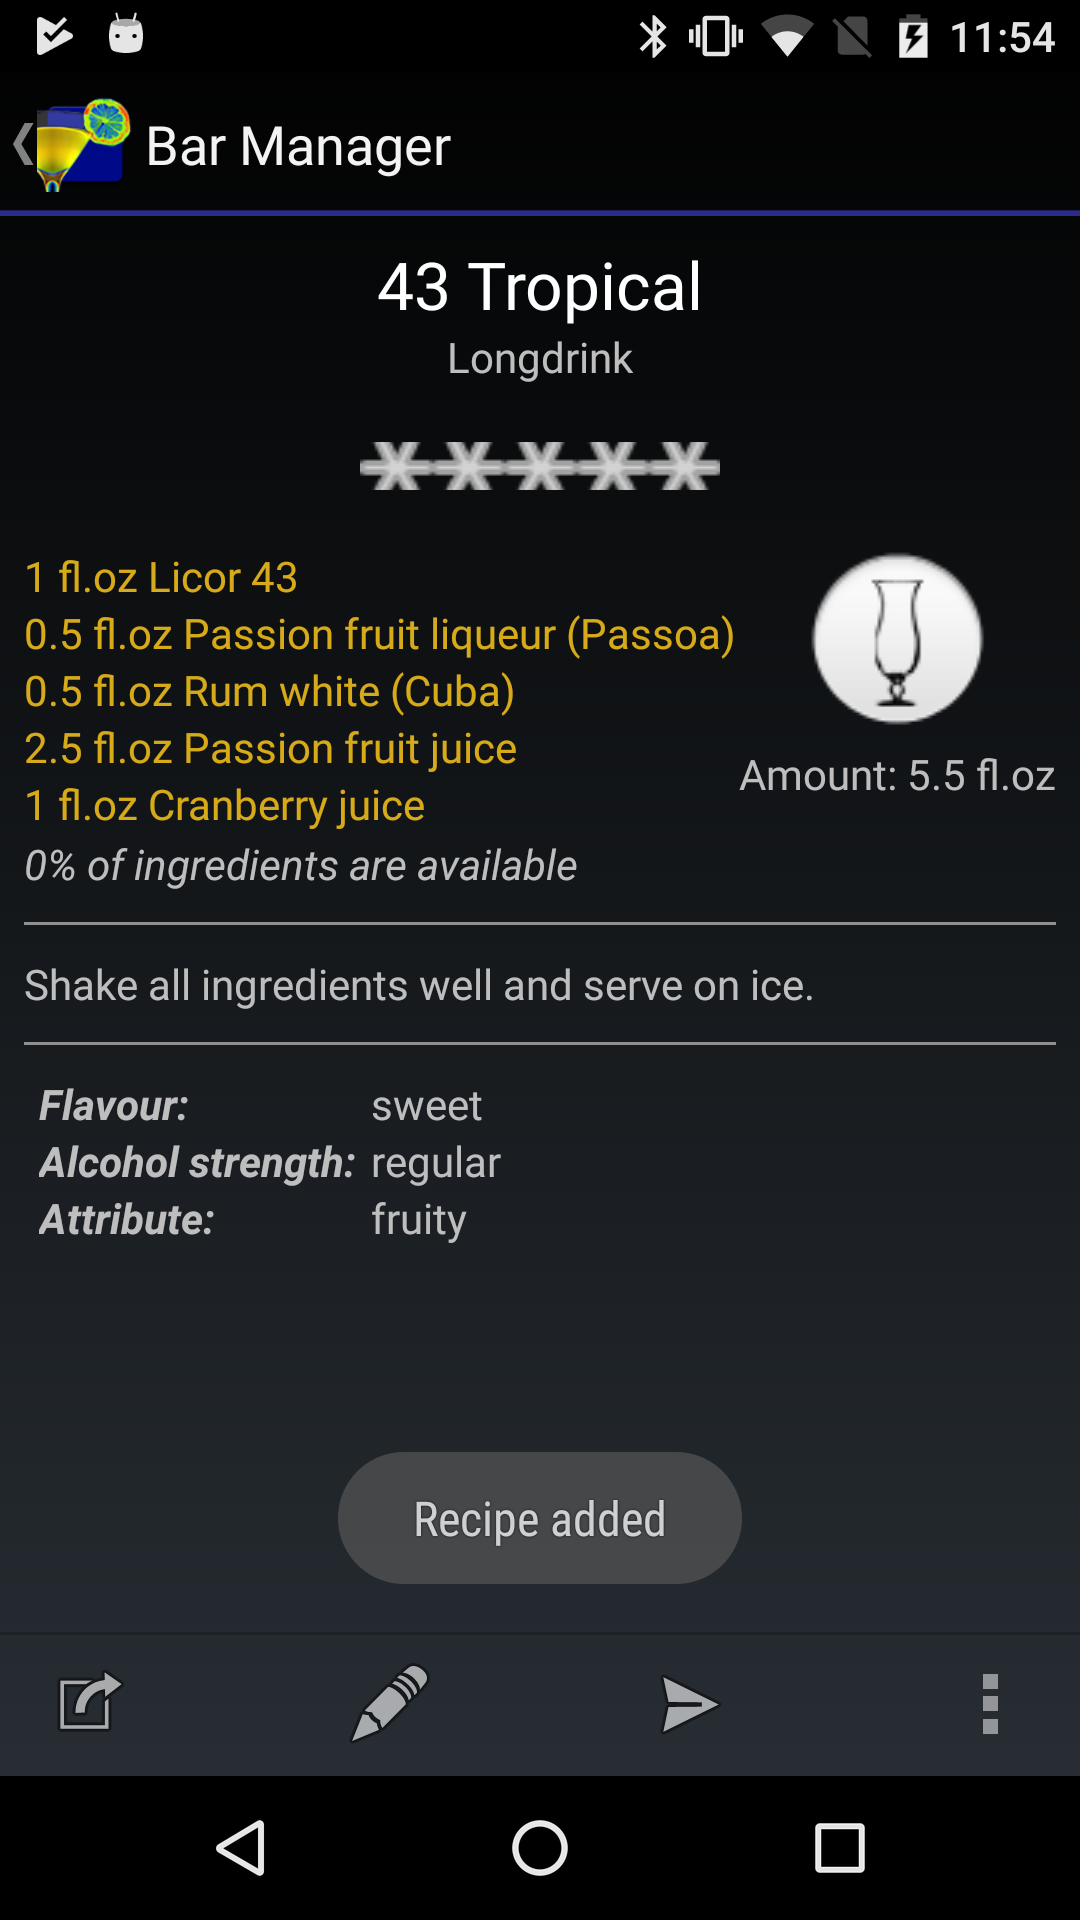 11:54
Bar Manager
43 Tropical
Longdrink
1 fl.oz Licor 43
0.5 fl.oz Passion fruit liqueur (Passoa)
0.5 fl.oz Rum white (Cuba)
2.5 fl.oz Passion fruit juice
1 fl.oz Cranberry juice
Amount: 5.5 fl.oz
0% of ingredients are available
Shake all ingredients well and serve on ice.
Flavour: sweet
Alcohol strength: regular
Attribute: fruity
Recipe added